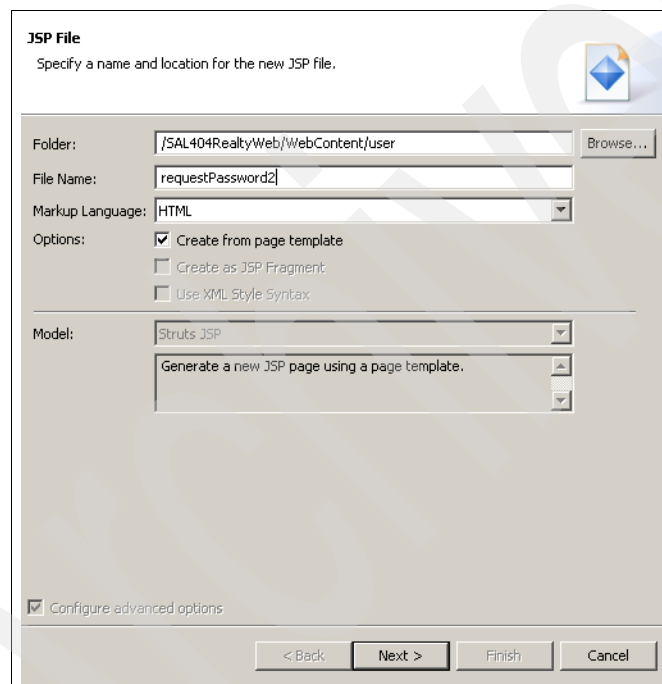 JSP File
Specify a name and location for the new JSP file.
Folder: /SAL404RealtyWeb/WebContent/user Browse...
File Name: requestPassword2
Markup Language: HTML
Options: Create from page template
Create as JSP Fragment
Use XML Style Syntax
Model: Struts JSP
Generate a new JSP page using a page template.
Configure advanced options
< Back Next > Finish Cancel